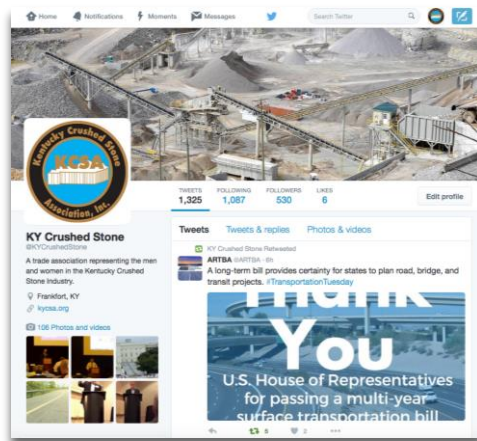 Home Notifications Moments Messages Search Twitter
Kentucky Crushed Stone
KCSA
Association, Inc.
TWEETS FOLLOWING FOLLOWERS LIKES
1,325 1,087 530 6
Edit profile
KY Crushed Stone
@KYCrushedStone
A trade association representing the men
and women in the Kentucky Crushed
Stone Industry.
Frankfort, KY
kycsa.org
106 Photos and videos
Tweets Tweets & replies Photos & videos
KY Crushed Stone Retweeted
ARTBA @ARTBA · 6h
A long-term bill provides certainty for states to plan road, bridge, and
transit projects. #TransportationTuesday
Thank
You
U.S. House of Representatives
for passing a multi-year
surface transportation bill
5 2